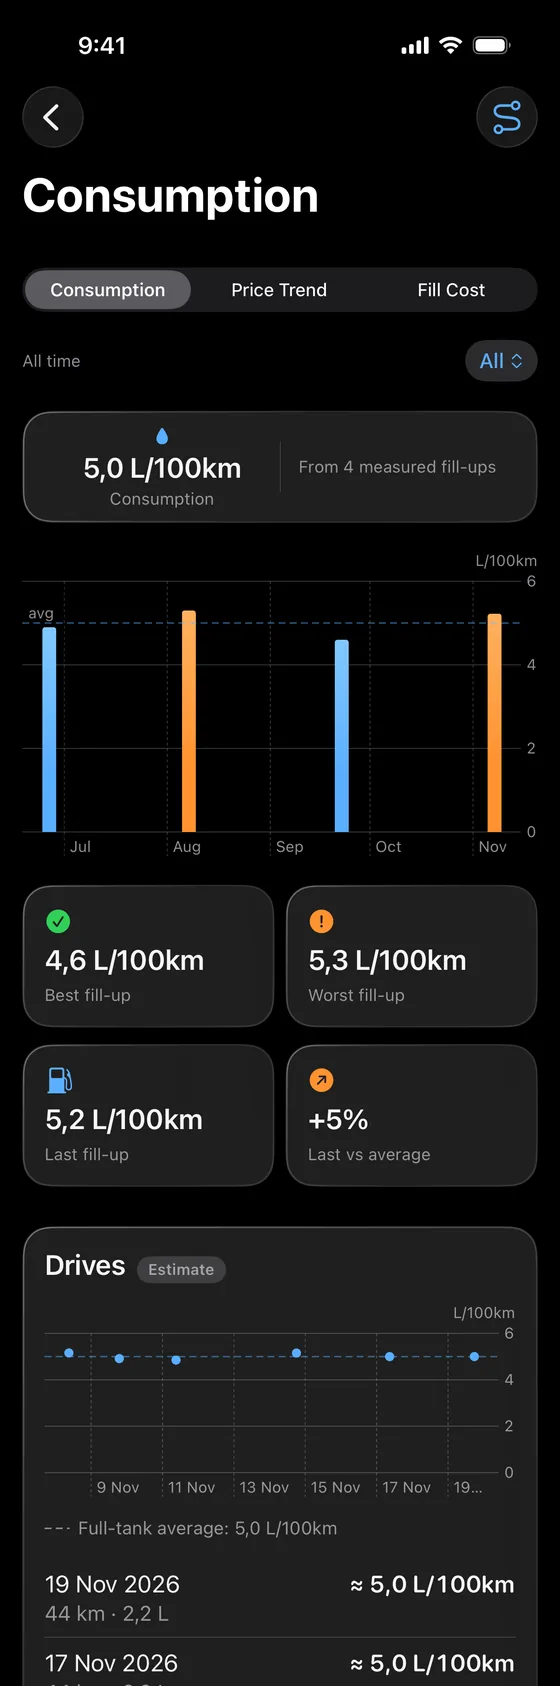 9:41
Consumption
Consumption Price Trend Fill Cost
All time All
5,0 L/100km
Consumption
From 4 measured fill-ups
L/100km
6
avg
4
2
0
Jul Aug Sep Oct Nov
4,6 L/100km
Best fill-up
5,3 L/100km
Worst fill-up
5,2 L/100km
Last fill-up
+5%
Last vs average
Drives Estimate
L/100km
6
4
2
0
9 Nov 11 Nov 13 Nov 15 Nov 17 Nov 19...
Full-tank average: 5,0 L/100km
19 Nov 2026 ≈ 5,0 L/100km
44 km · 2,2 L
17 Nov 2026 ≈ 5,0 L/100km